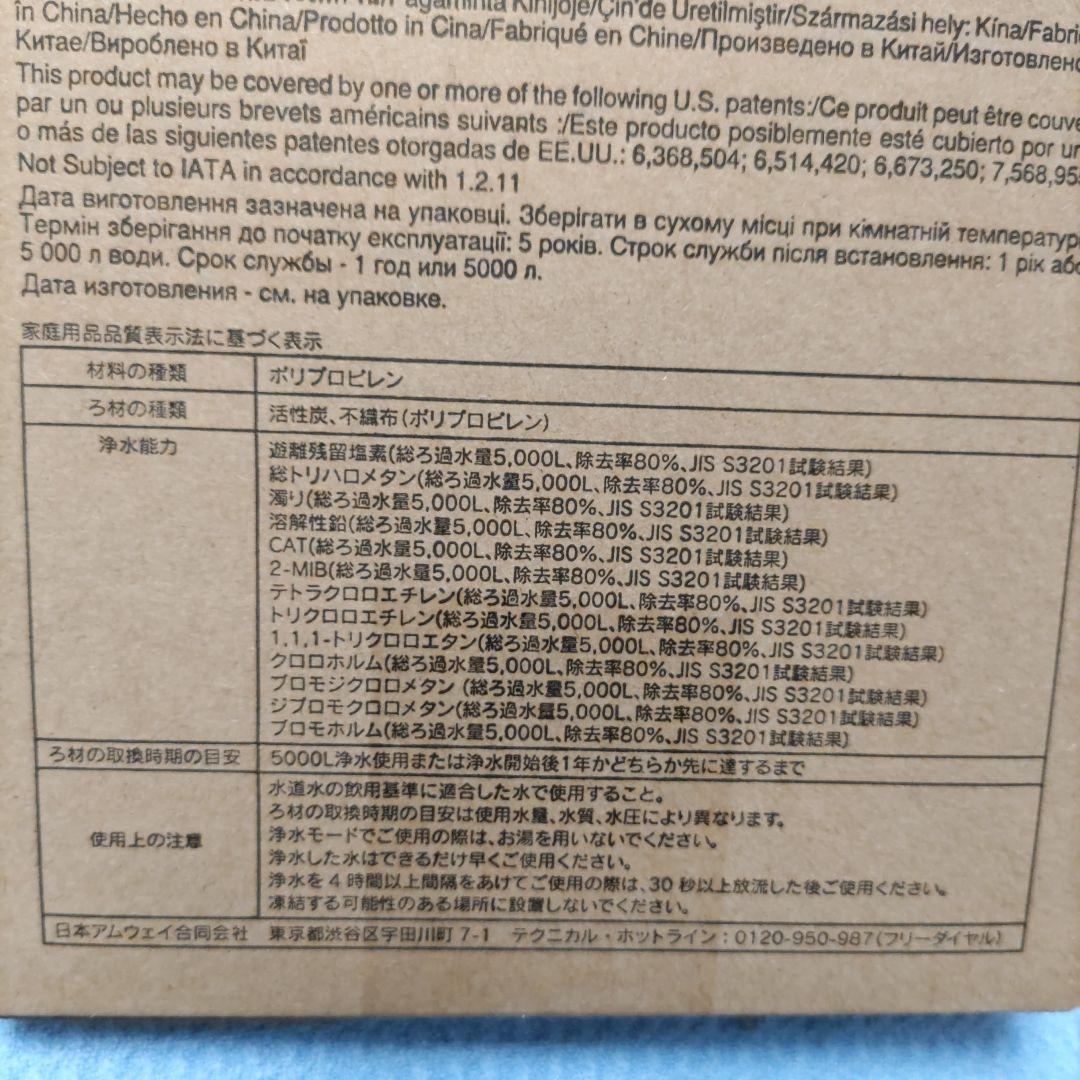 Kinijoje/Çin'de Üretilmiştir/Származási hely: Kína/Fabri
în China/Hecho en China/Prodotto in Cina/Fabriqué en Chine/Произведено в Китай/Изготовлено
Китае/Вироблено в Китаї
This product may be covered by one or more of the following U.S. patents:/Ce produit peut être couve
par un ou plusieurs brevets américains suivants :/Este producto posiblemente esté cubierto por un
o más de las siguientes patentes otorgadas de EE.UU.: 6,368,504; 6,514,420; 6,673,250; 7,568,95
Not Subject to IATA in accordance with 1.2.11
Дата виготовлення зазначена на упаковці. Зберігати в сухому місці при кімнатній температур
Термін зберігання до початку експлуатації: 5 років. Строк служби після встановлення: 1 рік або
5 000 л води. Срок службы - 1 год или 5000 л.
Дата изготовления - см. на упаковке.
家庭用品品質表示法に基づく表示
材料の種類 ポリプロピレン
ろ材の種類 活性炭、不織布(ポリプロピレン)
浄水能力 遊離残留塩素(総ろ過水量5,000L、除去率80%、JIS S3201試験結果)
総トリハロメタン(総ろ過水量5,000L、除去率80%、JIS S3201試験結果)
濁り(総ろ過水量5,000L、除去率80%、JIS S3201試験結果)
溶解性鉛(総ろ過水量5,000L、除去率80%、JIS S3201試験結果)
CAT(総ろ過水量5,000L、除去率80%、JIS S3201試験結果)
2-MIB(総ろ過水量5,000L、除去率80%、JIS S3201試験結果)
テトラクロロエチレン(総ろ過水量5,000L、除去率80%、JIS S3201試験結果)
トリクロロエチレン(総ろ過水量5,000L、除去率80%、JIS S3201試験結果)
1,1,1-トリクロロエタン(総ろ過水量5,000L、除去率80%、JIS S3201試験結果)
クロロホルム(総ろ過水量5,000L、除去率80%、JIS S3201試験結果)
ブロモジクロロメタン (総ろ過水量5,000L、除去率80%、JIS S3201試験結果)
ジブロモクロロメタン(総ろ過水量5,000L、除去率80%、JIS S3201試験結果)
ブロモホルム(総ろ過水量5,000L、除去率80%、JIS S3201試験結果)
ろ材の取換時期の目安 5000L浄水使用または浄水開始後1年かどちらか先に達するまで
使用上の注意 水道水の飲用基準に適合した水で使用すること。
ろ材の取換時期の目安は使用水量、水質、水圧により異なります。
浄水モードでご使用の際は、お湯を用いないでください。
浄水した水はできるだけ早くご使用ください。
浄水を4時間以上間隔をあけてご使用の際は、30秒以上放流した後ご使用ください。
凍結する可能性のある場所に設置しないでください。
日本アムウェイ合同会社 東京都渋谷区宇田川町7-1 テクニカル・ホットライン:0120-950-987(フリーダイヤル)